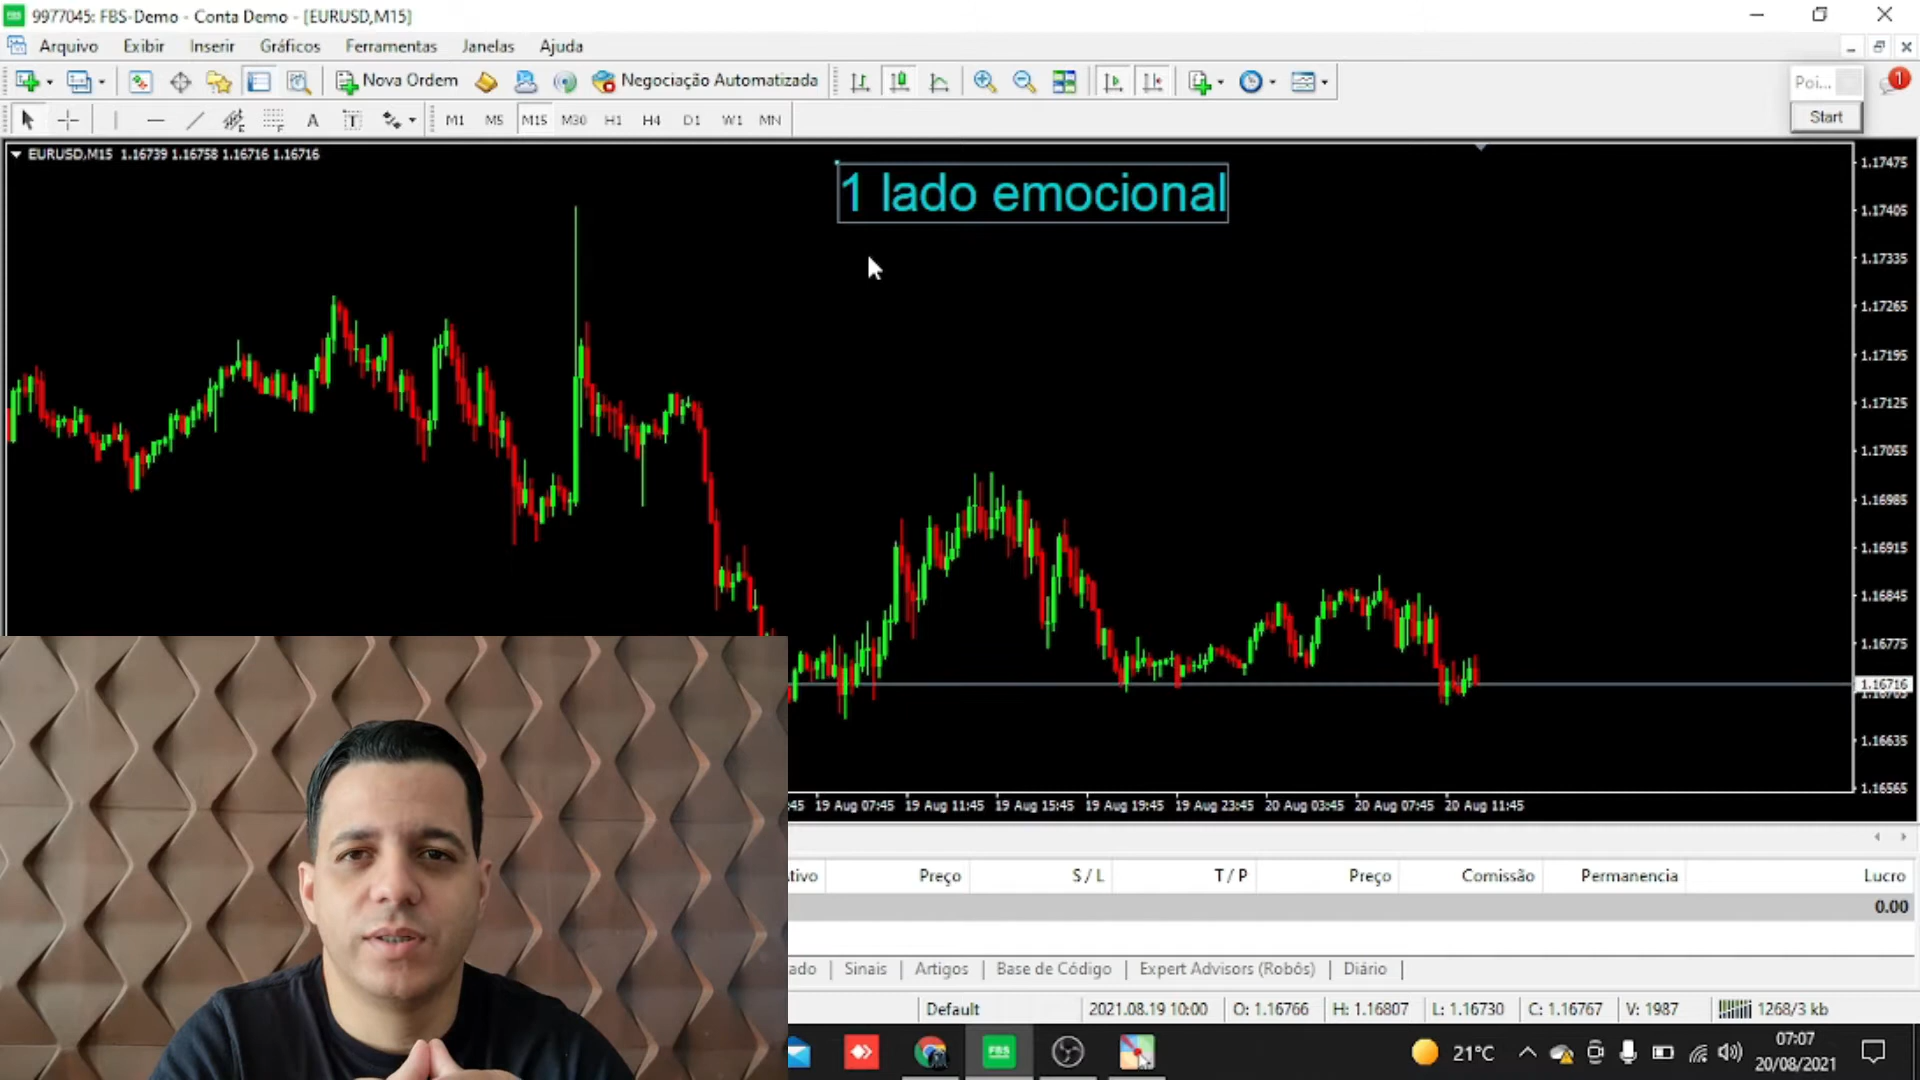 9977045: FBS-Demo - Conta Demo - [EURUSD,M15]
Arquivo Exibir Inserir Gráficos Ferramentas Janelas Ajuda
Nova Ordem Negociação Automatizada
Poi...
1
Start
A T
M1 M5 M15 M30 H1 H4 D1 W1 MN
EURUSD,M15 1.16739 1.16758 1.16716 1.16716
1 lado emocional
1.17475
1.17405
1.17335
1.17265
1.17195
1.17125
1.17055
1.16985
1.16915
1.16845
1.16775
1.16716
1.16635
1.16565
:45 19 Aug 07:45 19 Aug 11:45 19 Aug 15:45 19 Aug 19:45 19 Aug 23:45 20 Aug 03:45 20 Aug 07:45 20 Aug 11:45
tivo Preço S / L T / P Preço Comissão Permanencia Lucro
0.00
ado Sinais Artigos Base de Código Expert Advisors (Robôs) Diário
Default 2021.08.19 10:00 O: 1.16766 H: 1.16807 L: 1.16730 C: 1.16767 V: 1987 1268/3 kb
FBS
21°C
07:07
20/08/2021